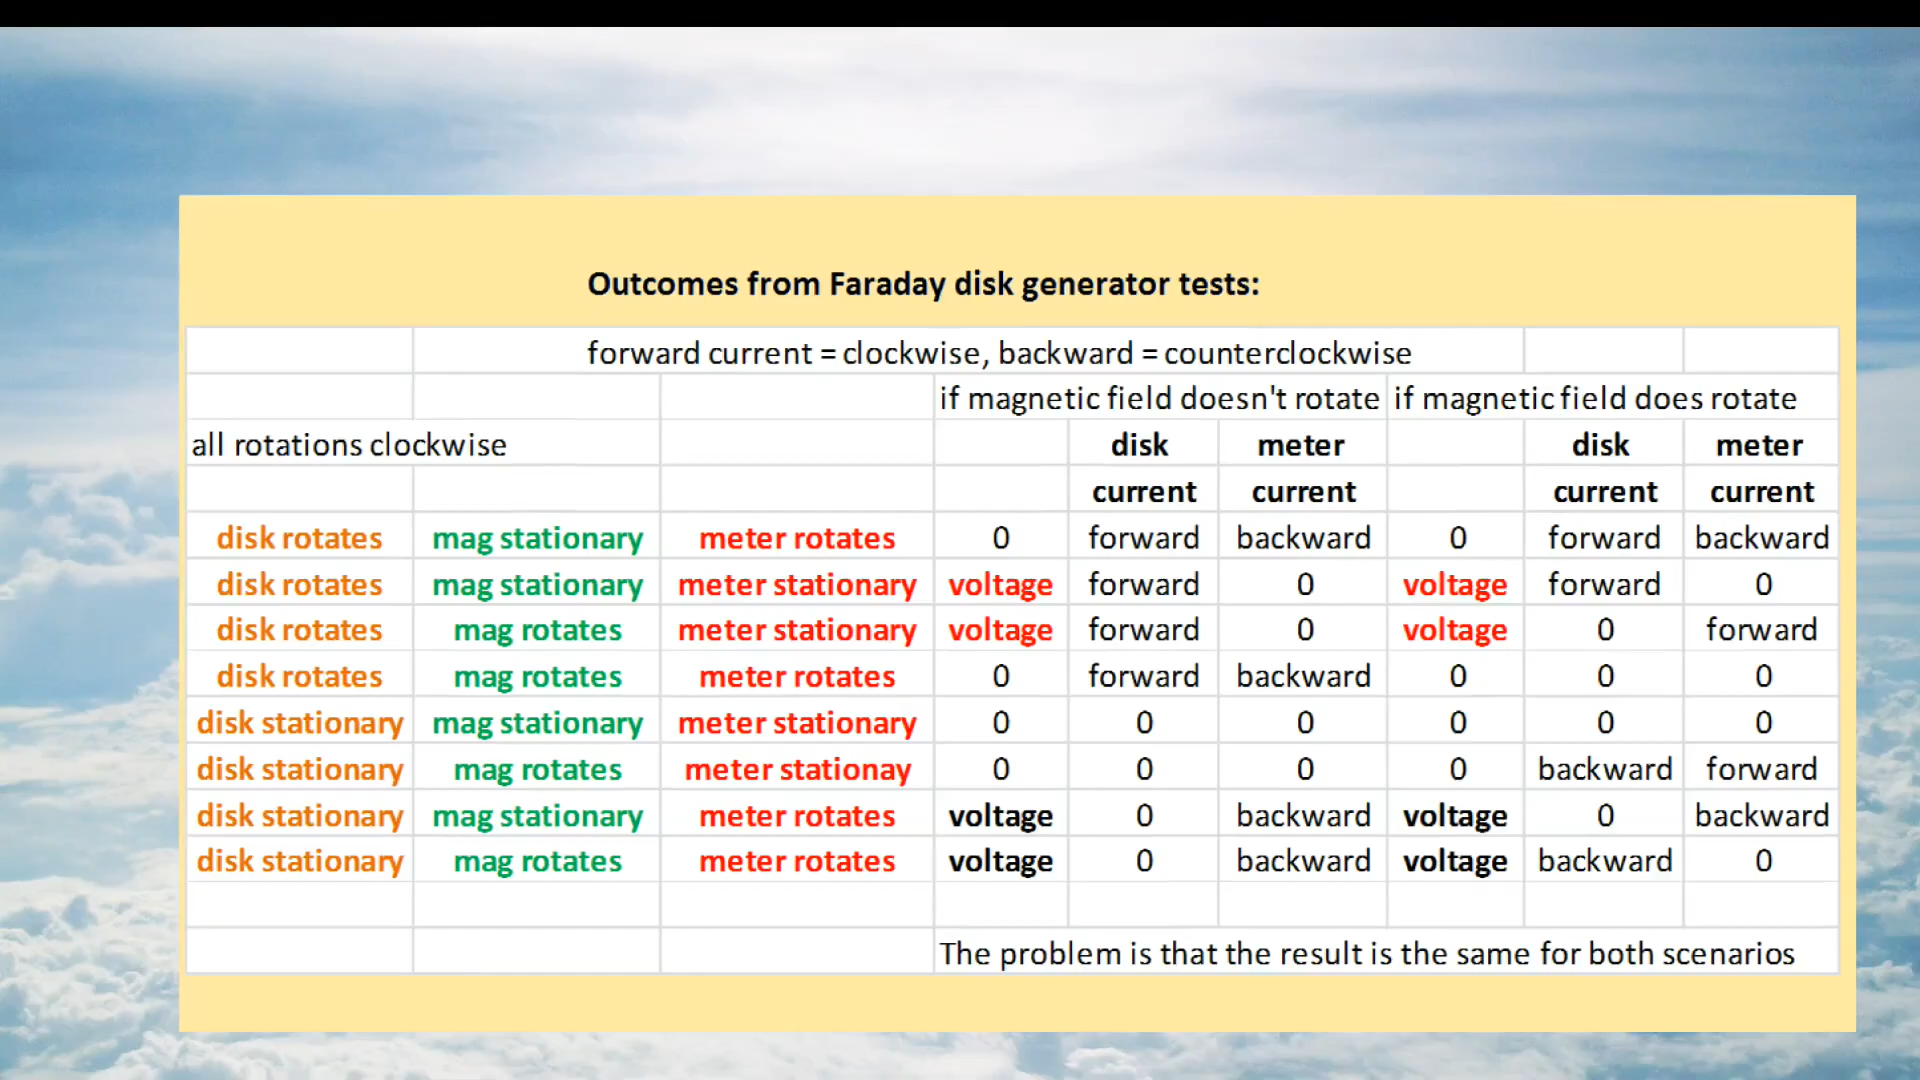 Outcomes from Faraday disk generator tests:
forward current = clockwise, backward = counterclockwise
if magnetic field doesn't rotate if magnetic field does rotate
all rotations clockwise disk meter disk meter
current current current current
disk rotates mag stationary meter rotates 0 forward backward 0 forward backward
disk rotates mag stationary meter stationary voltage forward 0 voltage forward 0
disk rotates mag rotates meter stationary voltage forward 0 voltage 0 forward
disk rotates mag rotates meter rotates 0 forward backward 0 0 0
disk stationary mag stationary meter stationary 0 0 0 0 0 0
disk stationary mag rotates meter stationay 0 0 0 0 backward forward
disk stationary mag stationary meter rotates voltage 0 backward voltage 0 backward
disk stationary mag rotates meter rotates voltage 0 backward voltage backward 0
The problem is that the result is the same for both scenarios